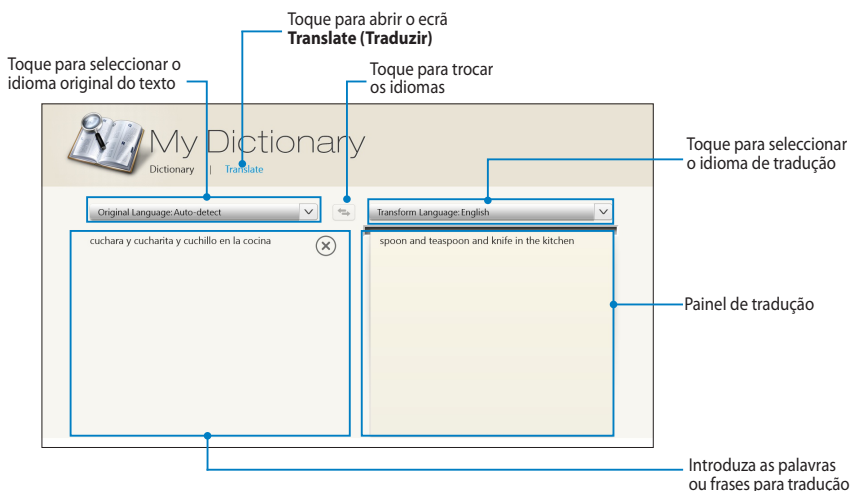 Toque para abrir o ecrã
Translate (Traduzir)
Toque para seleccionar o
idioma original do texto
Toque para trocar
os idiomas
My Dictionary
Dictionary | Translate
Toque para seleccionar
o idioma de tradução
Original Language: Auto-detect
Transform Language: English
cuchara y cucharita y cuchillo en la cocina
spoon and teaspoon and knife in the kitchen
Painel de tradução
Introduza as palavras
ou frases para tradução